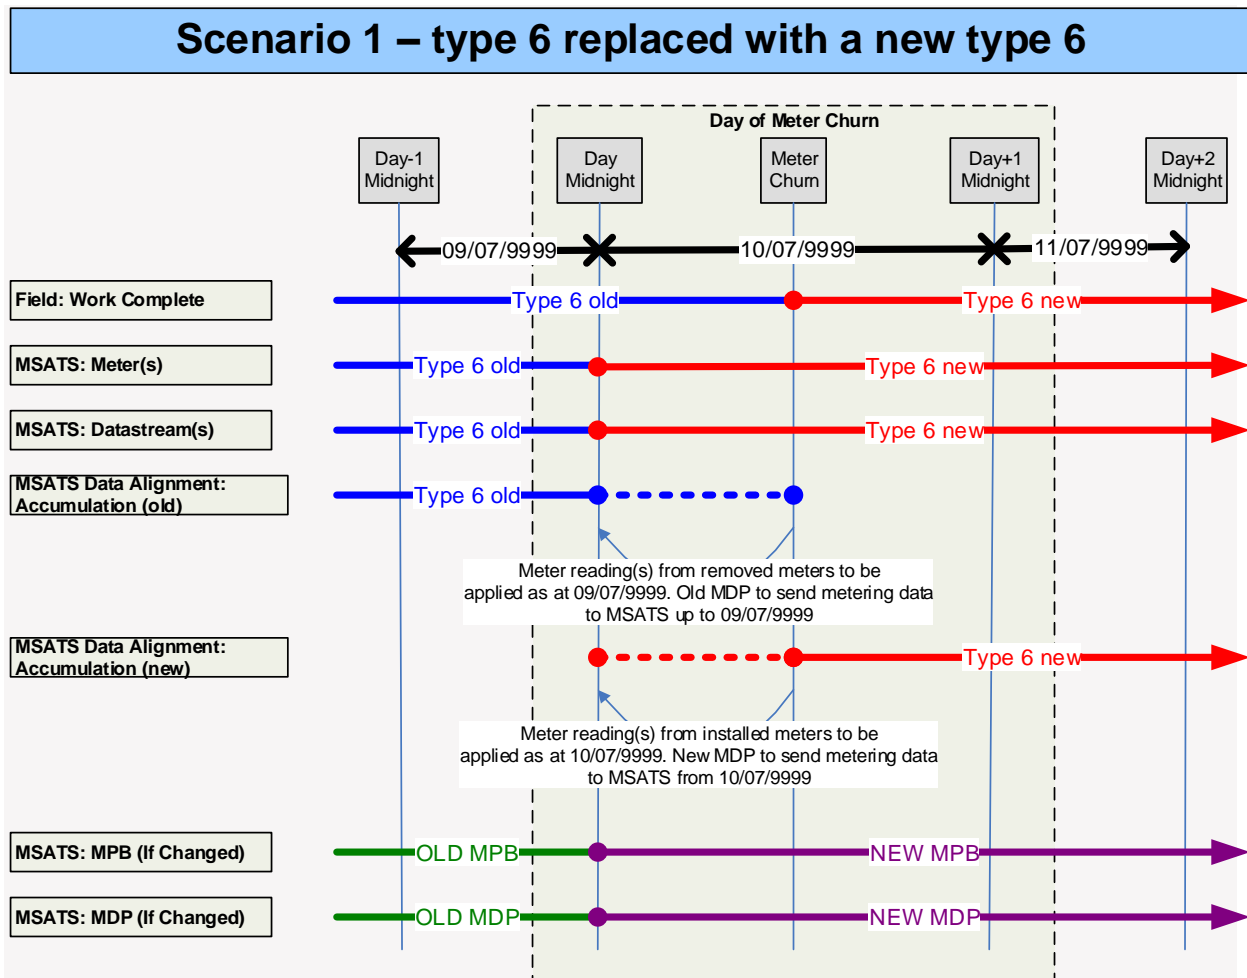 Scenario 1 – type 6 replaced with a new type 6
Day of Meter Churn
Day-1
Midnight
Day
Midnight
Meter
Churn
Day+1
Midnight
Day+2
Midnight
09/07/9999
10/07/9999
11/07/9999
Field: Work Complete
Type 6 old
Type 6 new
MSATS: Meter(s)
Type 6 old
Type 6 new
MSATS: Datastream(s)
Type 6 old
Type 6 new
MSATS Data Alignment:
Accumulation (old)
Type 6 old
Meter reading(s) from removed meters to be
applied as at 09/07/9999. Old MDP to send metering data
to MSATS up to 09/07/9999
MSATS Data Alignment:
Accumulation (new)
Type 6 new
Meter reading(s) from installed meters to be
applied as at 10/07/9999. New MDP to send metering data
to MSATS from 10/07/9999
MSATS: MPB (If Changed)
OLD MPB
NEW MPB
MSATS: MDP (If Changed)
OLD MDP
NEW MDP